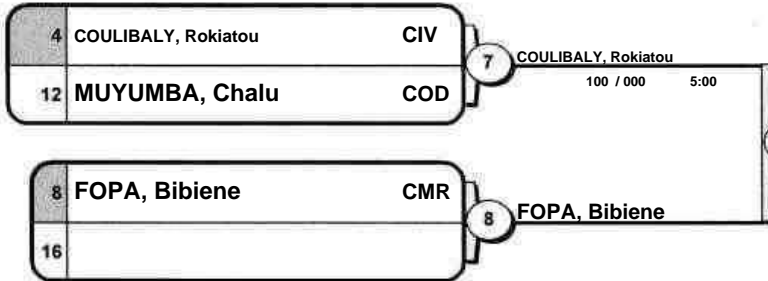 4 COULIBALY, Rokiatou CIV
7 COULIBALY, Rokiatou
100 / 000 5:00
12 MUYUMBA, Chalu COD
8 FOPA, Bibiene CMR
8 FOPA, Bibiene
16